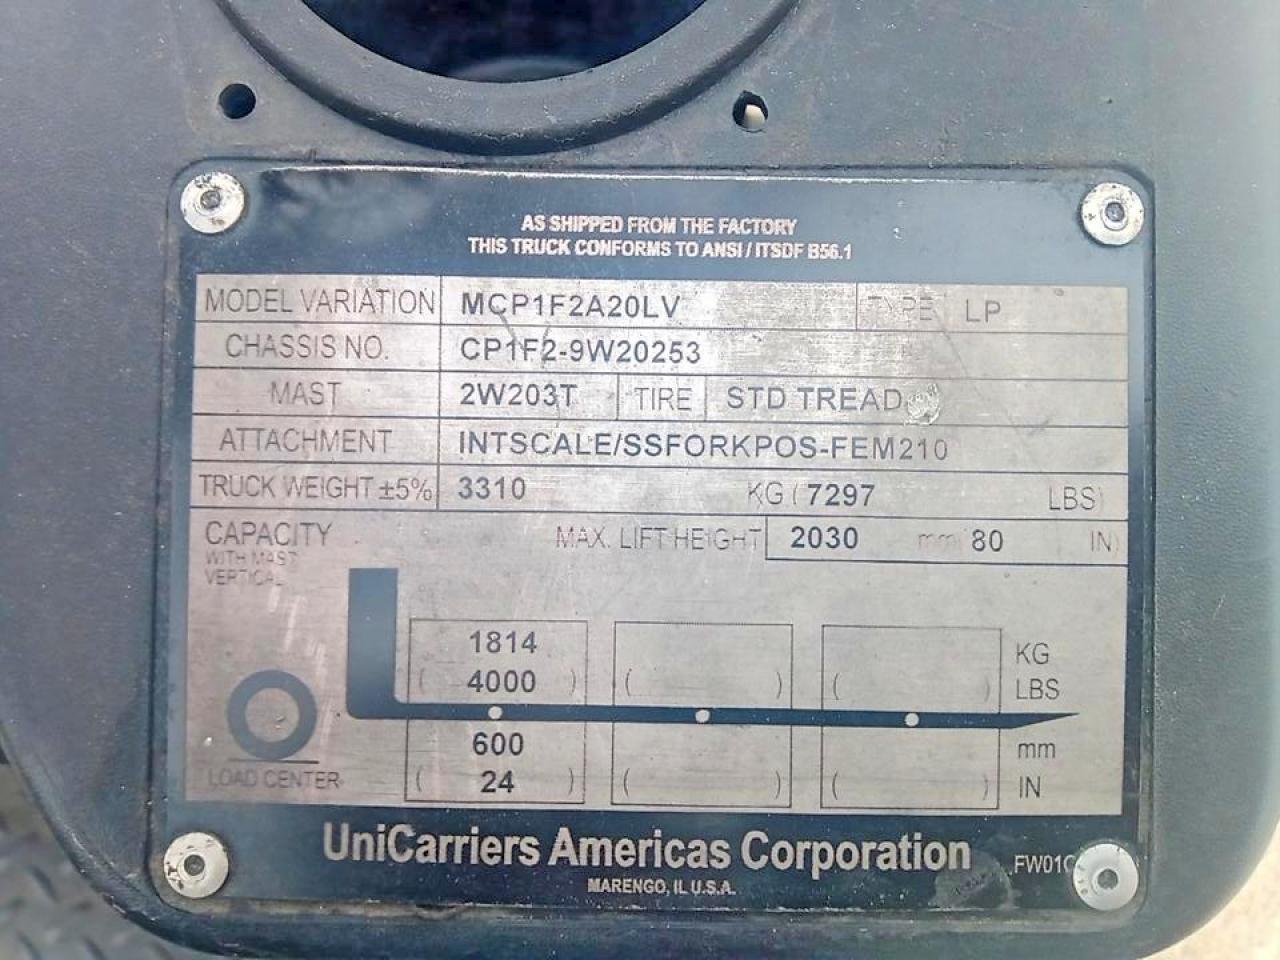 AS SHIPPED FROM THE FACTORY
THIS TRUCK CONFORMS TO ANSI / ITSDF B56.1
MODEL VARIATION MCP1F2A20LV TYPE LP
CHASSIS NO. CP1F2-9W20253
MAST 2W203T TIRE STD TREAD
ATTACHMENT INTSCALE/SSFORKPOS-FEM210
TRUCK WEIGHT ±5% 3310 KG ( 7297 LBS)
CAPACITY MAX. LIFT HEIGHT 2030 mm 80 IN)
WITH MAST
VERTICAL
1814 KG
( 4000 ) ( ) ( ) LBS
600 mm
LOAD CENTER ( 24 ) ( ) ( ) IN
UniCarriers Americas Corporation
MARENGO, IL U.S.A.